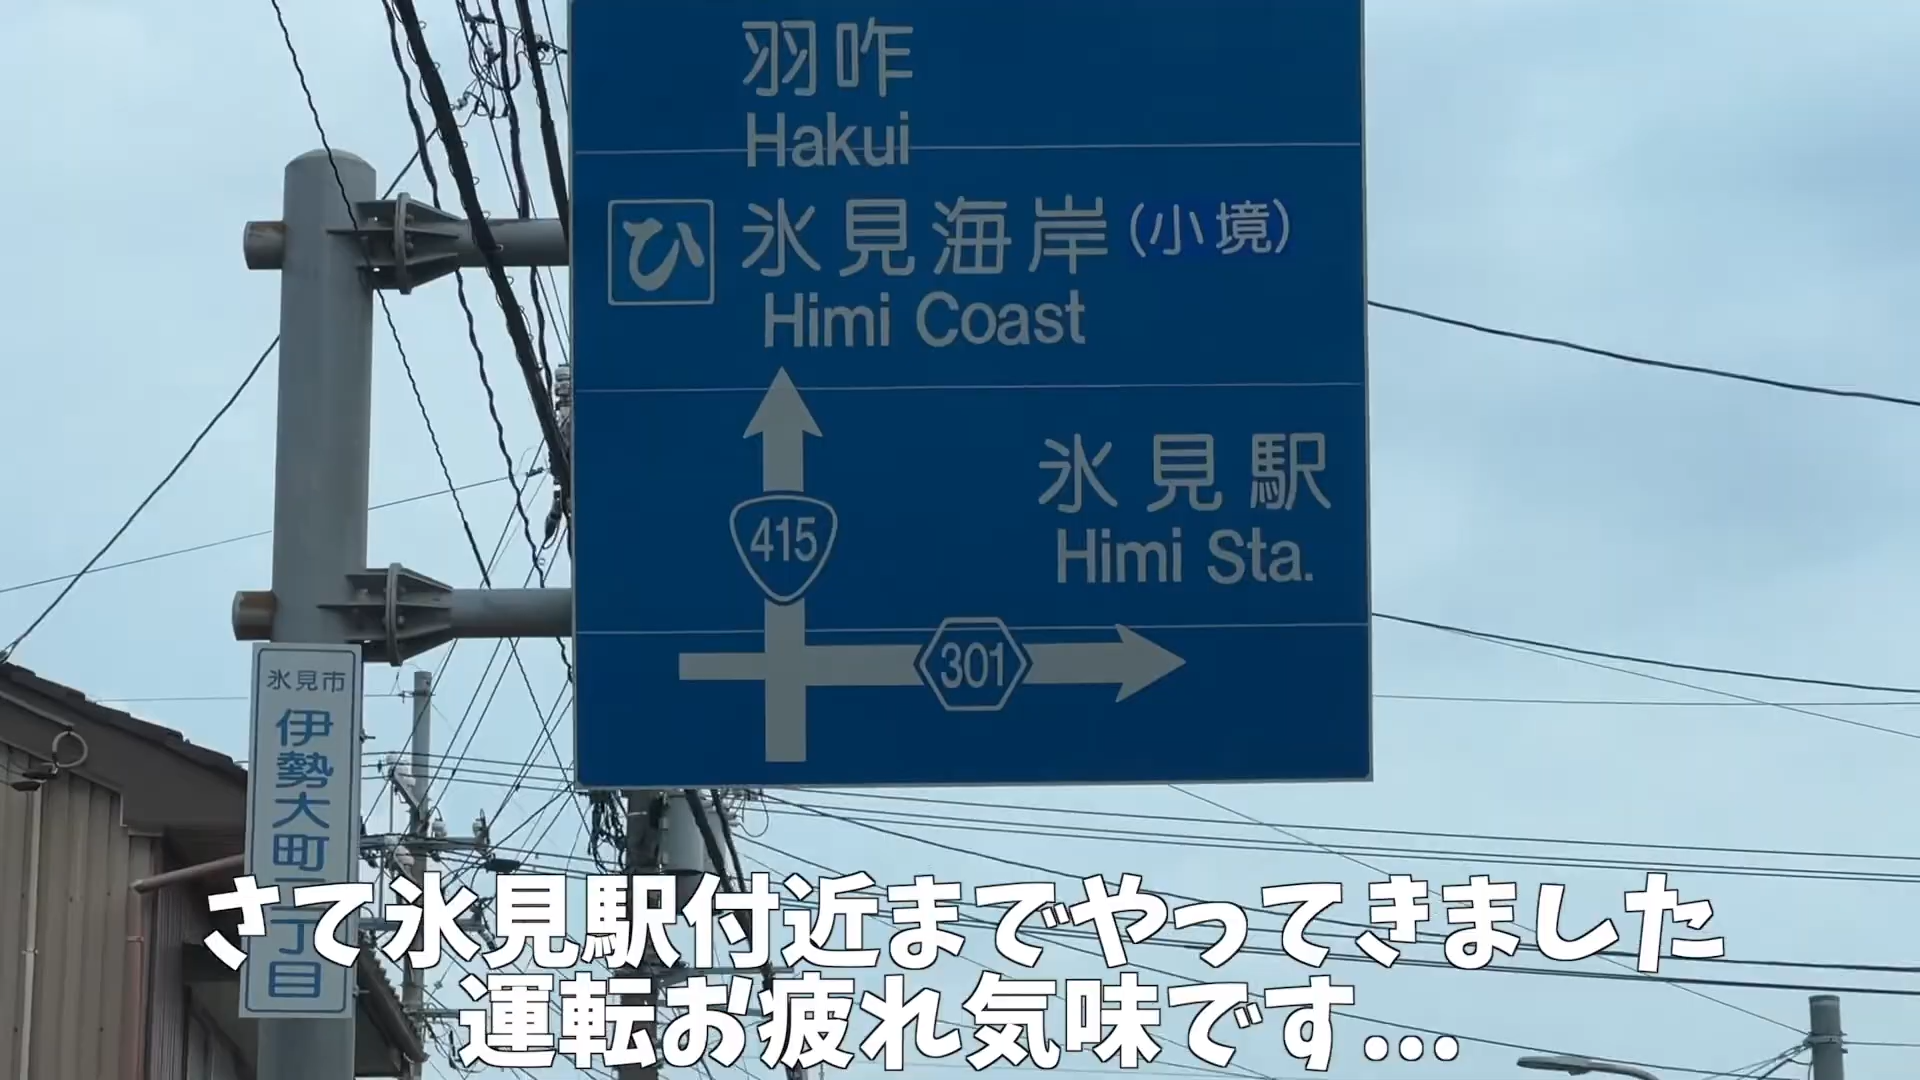 羽咋
Hakui
ひ 氷見海岸(小境)
Himi Coast
415
氷見駅
Himi Sta.
301
氷見市
伊勢大町
丁目
さて氷見駅付近までやってきました
運転お疲れ気味です...